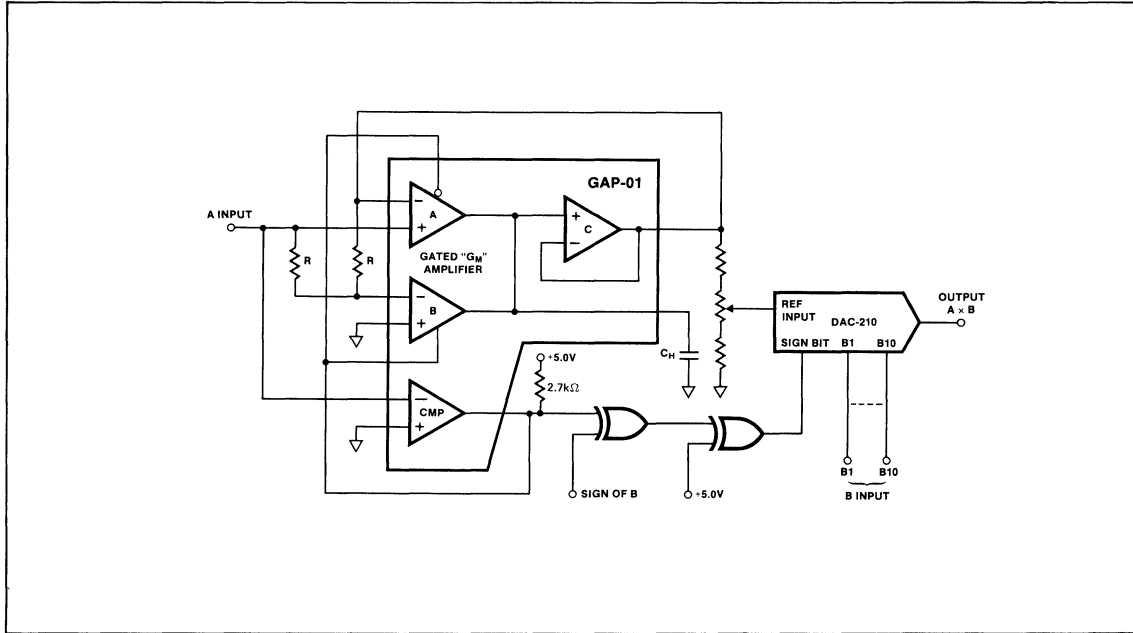 GAP-01
A INPUT
−
A
+
+
C
−
R
R
GATED "GM"
AMPLIFIER
−
B
+
+5.0V
CH
2.7kΩ
−
CMP
+
REF
INPUT
DAC-210
SIGN BIT B1 B10
OUTPUT
A × B
SIGN OF B
+5.0V
B1 B10
B INPUT